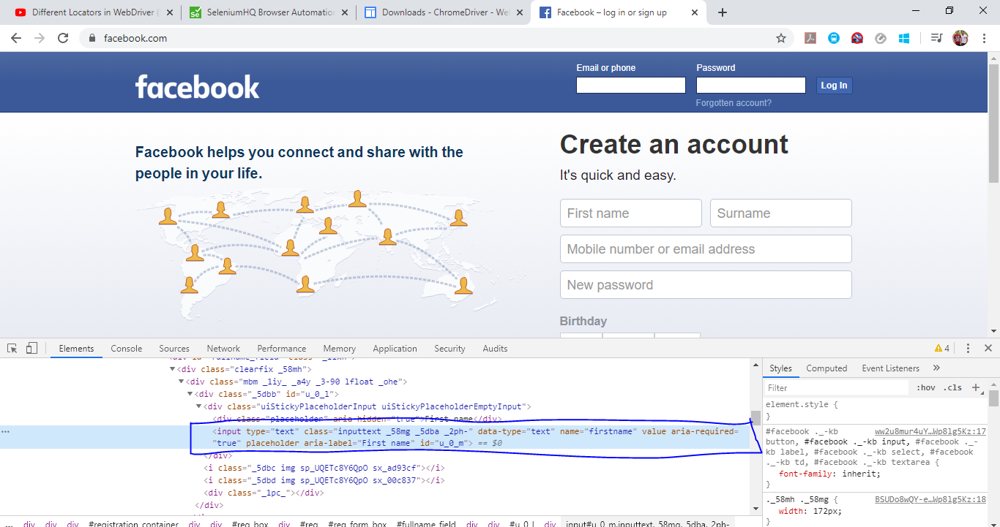 Different Locators in WebDriver (
SeleniumHQ Browser Automation
Downloads - ChromeDriver - Web
Facebook – log in or sign up
facebook.com
facebook
Email or phone
Password
Log In
Forgotten account?
Facebook helps you connect and share with the
people in your life.
Create an account
It's quick and easy.
First name
Surname
Mobile number or email address
New password
Birthday
Elements Console Sources Network Performance Memory Application Security Audits
4
<div class="clearfix _58mh">
<div class="mbm _1iy_ _a4y _3-90 lfloat _ohe">
<div class="_5dbb" id="u_0_l">
<div class="uiStickyPlaceholderInput uiStickyPlaceholderEmptyInput">
<div class="placeholder" aria-hidden="true">First name</div>
<input type="text" class="inputtext _58mg _5dba _2ph-" data-type="text" name="firstname" value aria-required=
"true" placeholder aria-label="First name" id="u_0_m"> == $0
</div>
<i class="_5dbc img sp_UQETc8Y6QpO sx_ad93cf"></i>
<i class="_5dbd img sp_UQETc8Y6QpO sx_00c837"></i>
<div class="_1pc_"></div>
</div>
... div div div #registration_container div div #reg_box div #reg #reg_form_box #fullname_field div div #u_0_l div input#u_0_m.inputtext._58mg._5dba._2ph-
Styles Computed Event Listeners »
Filter
:hov .cls +
element.style {
}
#facebook ._-kb ww2u8mur4uY…Wp8lg5Kz:17
button, #facebook ._-kb input, #facebook ._-
kb label, #facebook ._-kb select, #facebook
._-kb td, #facebook ._-kb textarea {
font-family: inherit;
}
._58mh ._58mg { BSUDo8wQY-e…Wp8lg5Kz:18
width: 172px;
}